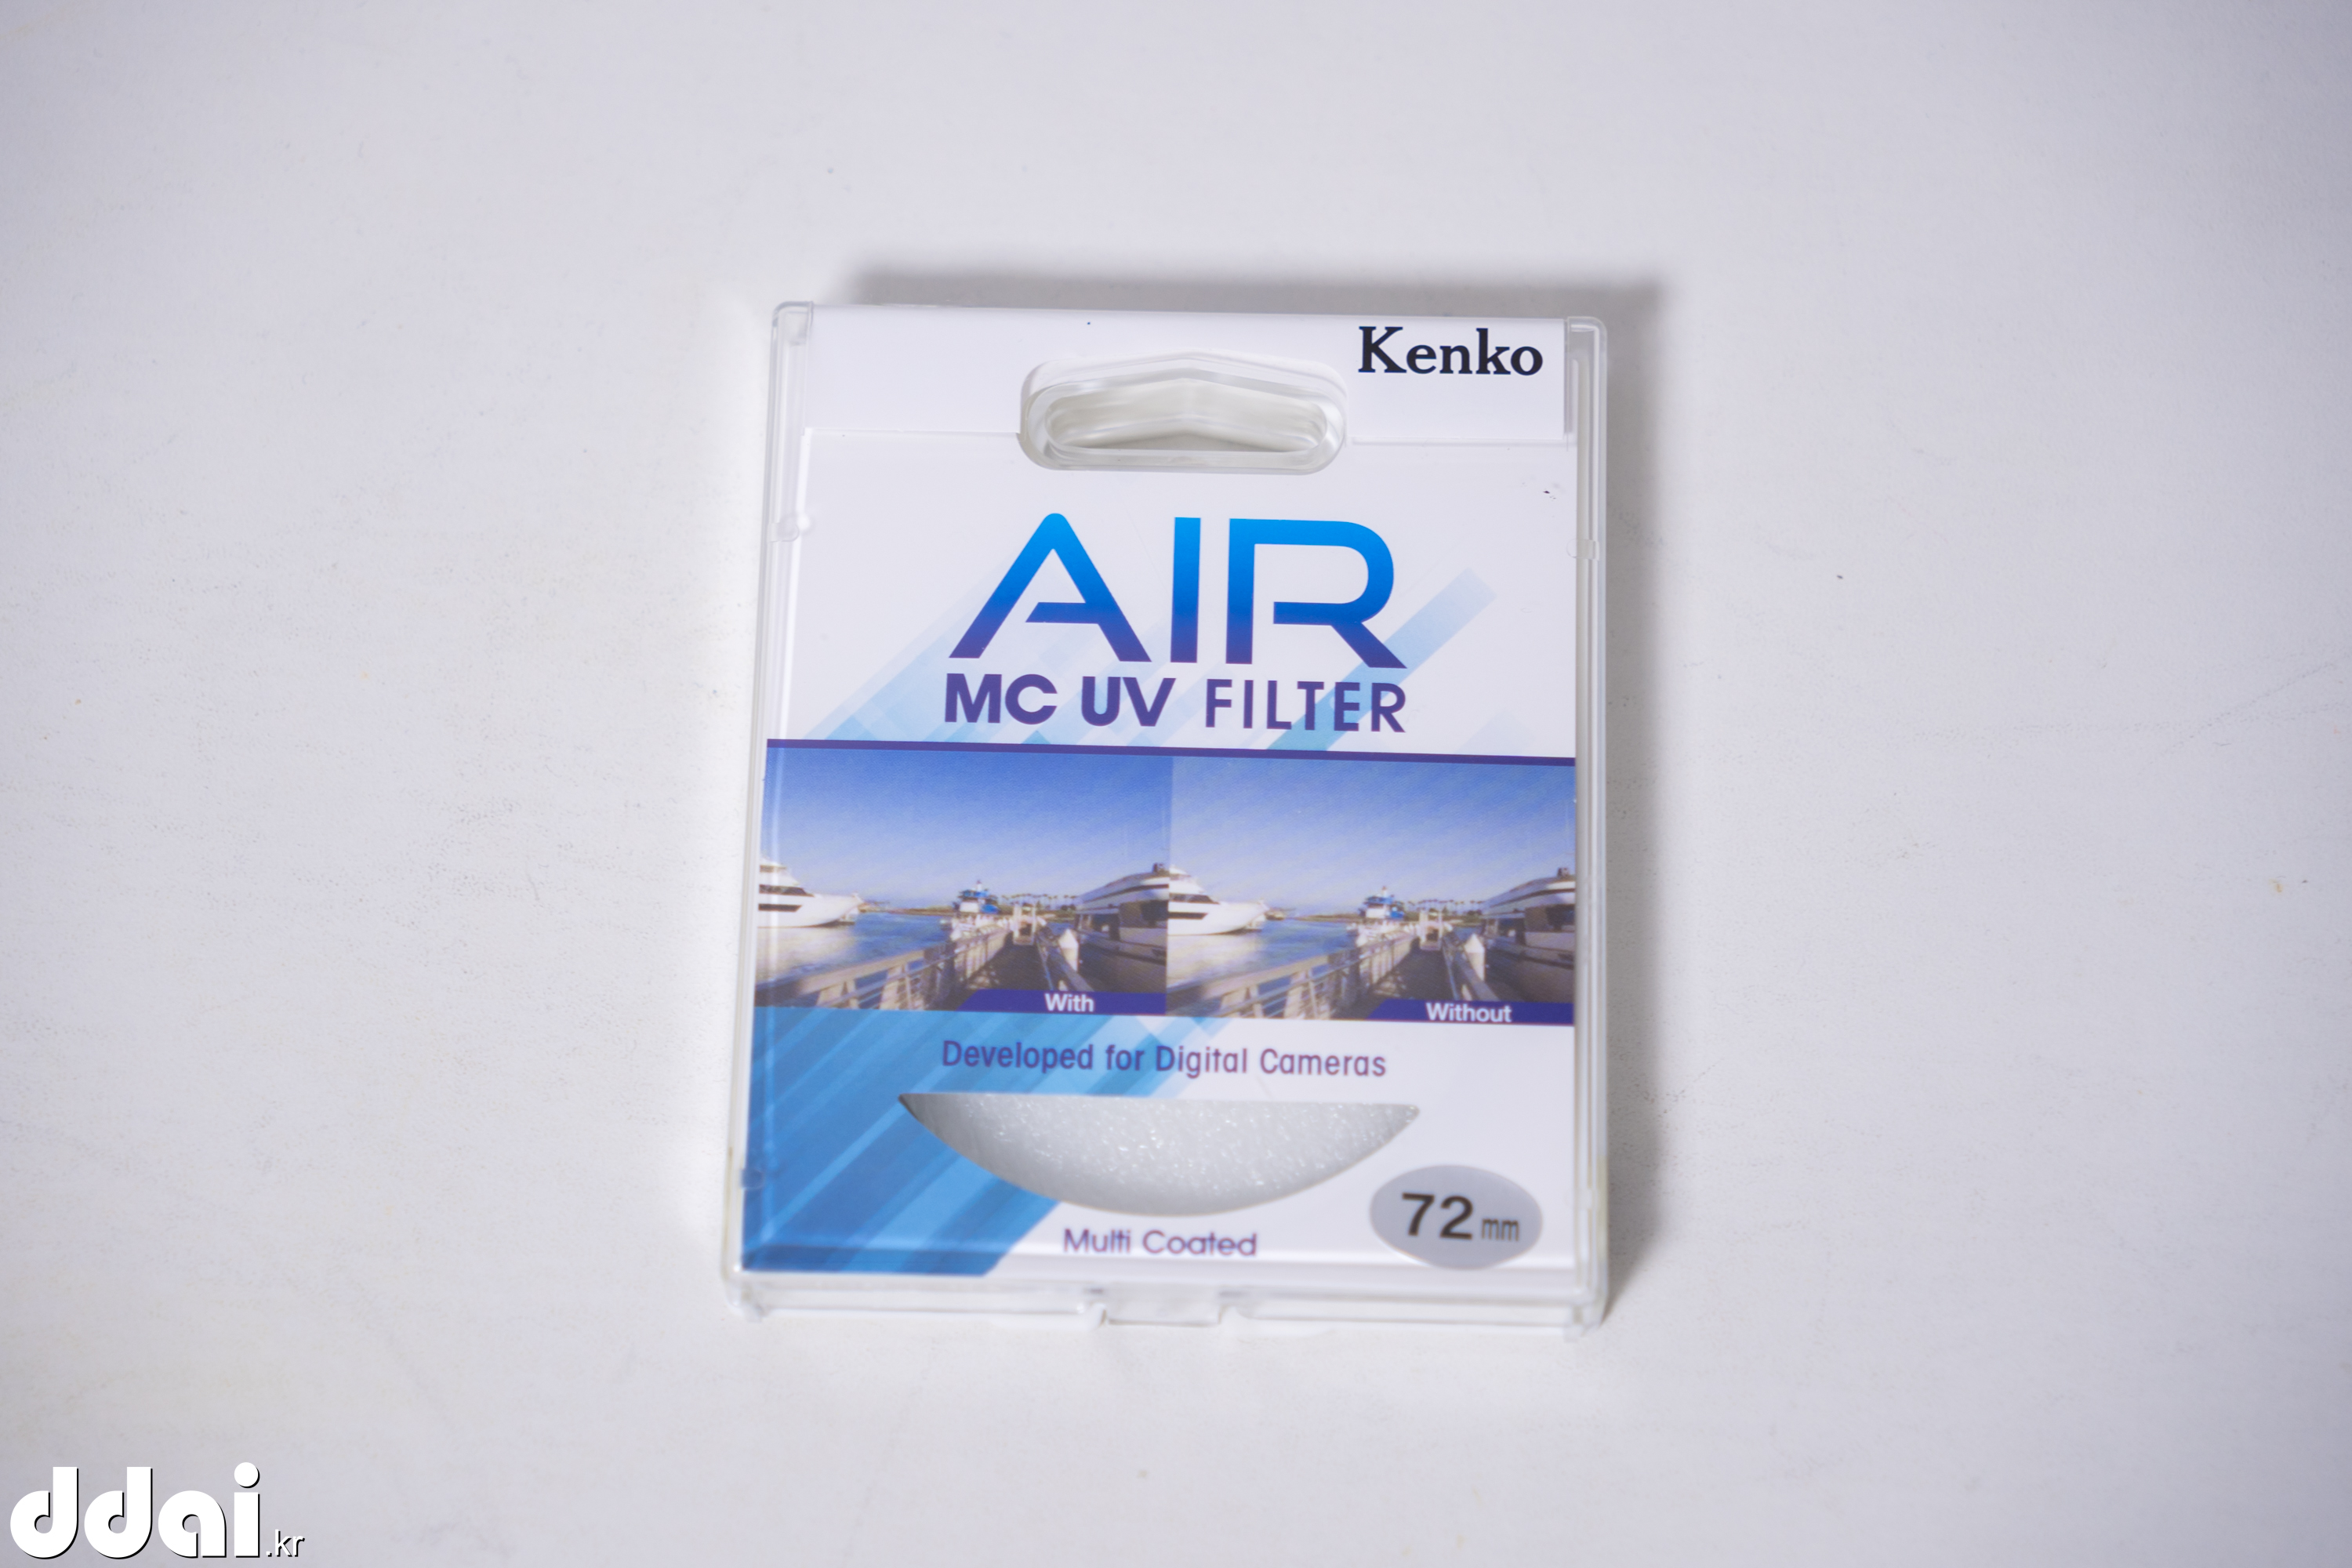 Kenko
AIR
MC UV FILTER
With
Without
Developed for Digital Cameras
Multi Coated
72mm
ddai.kr